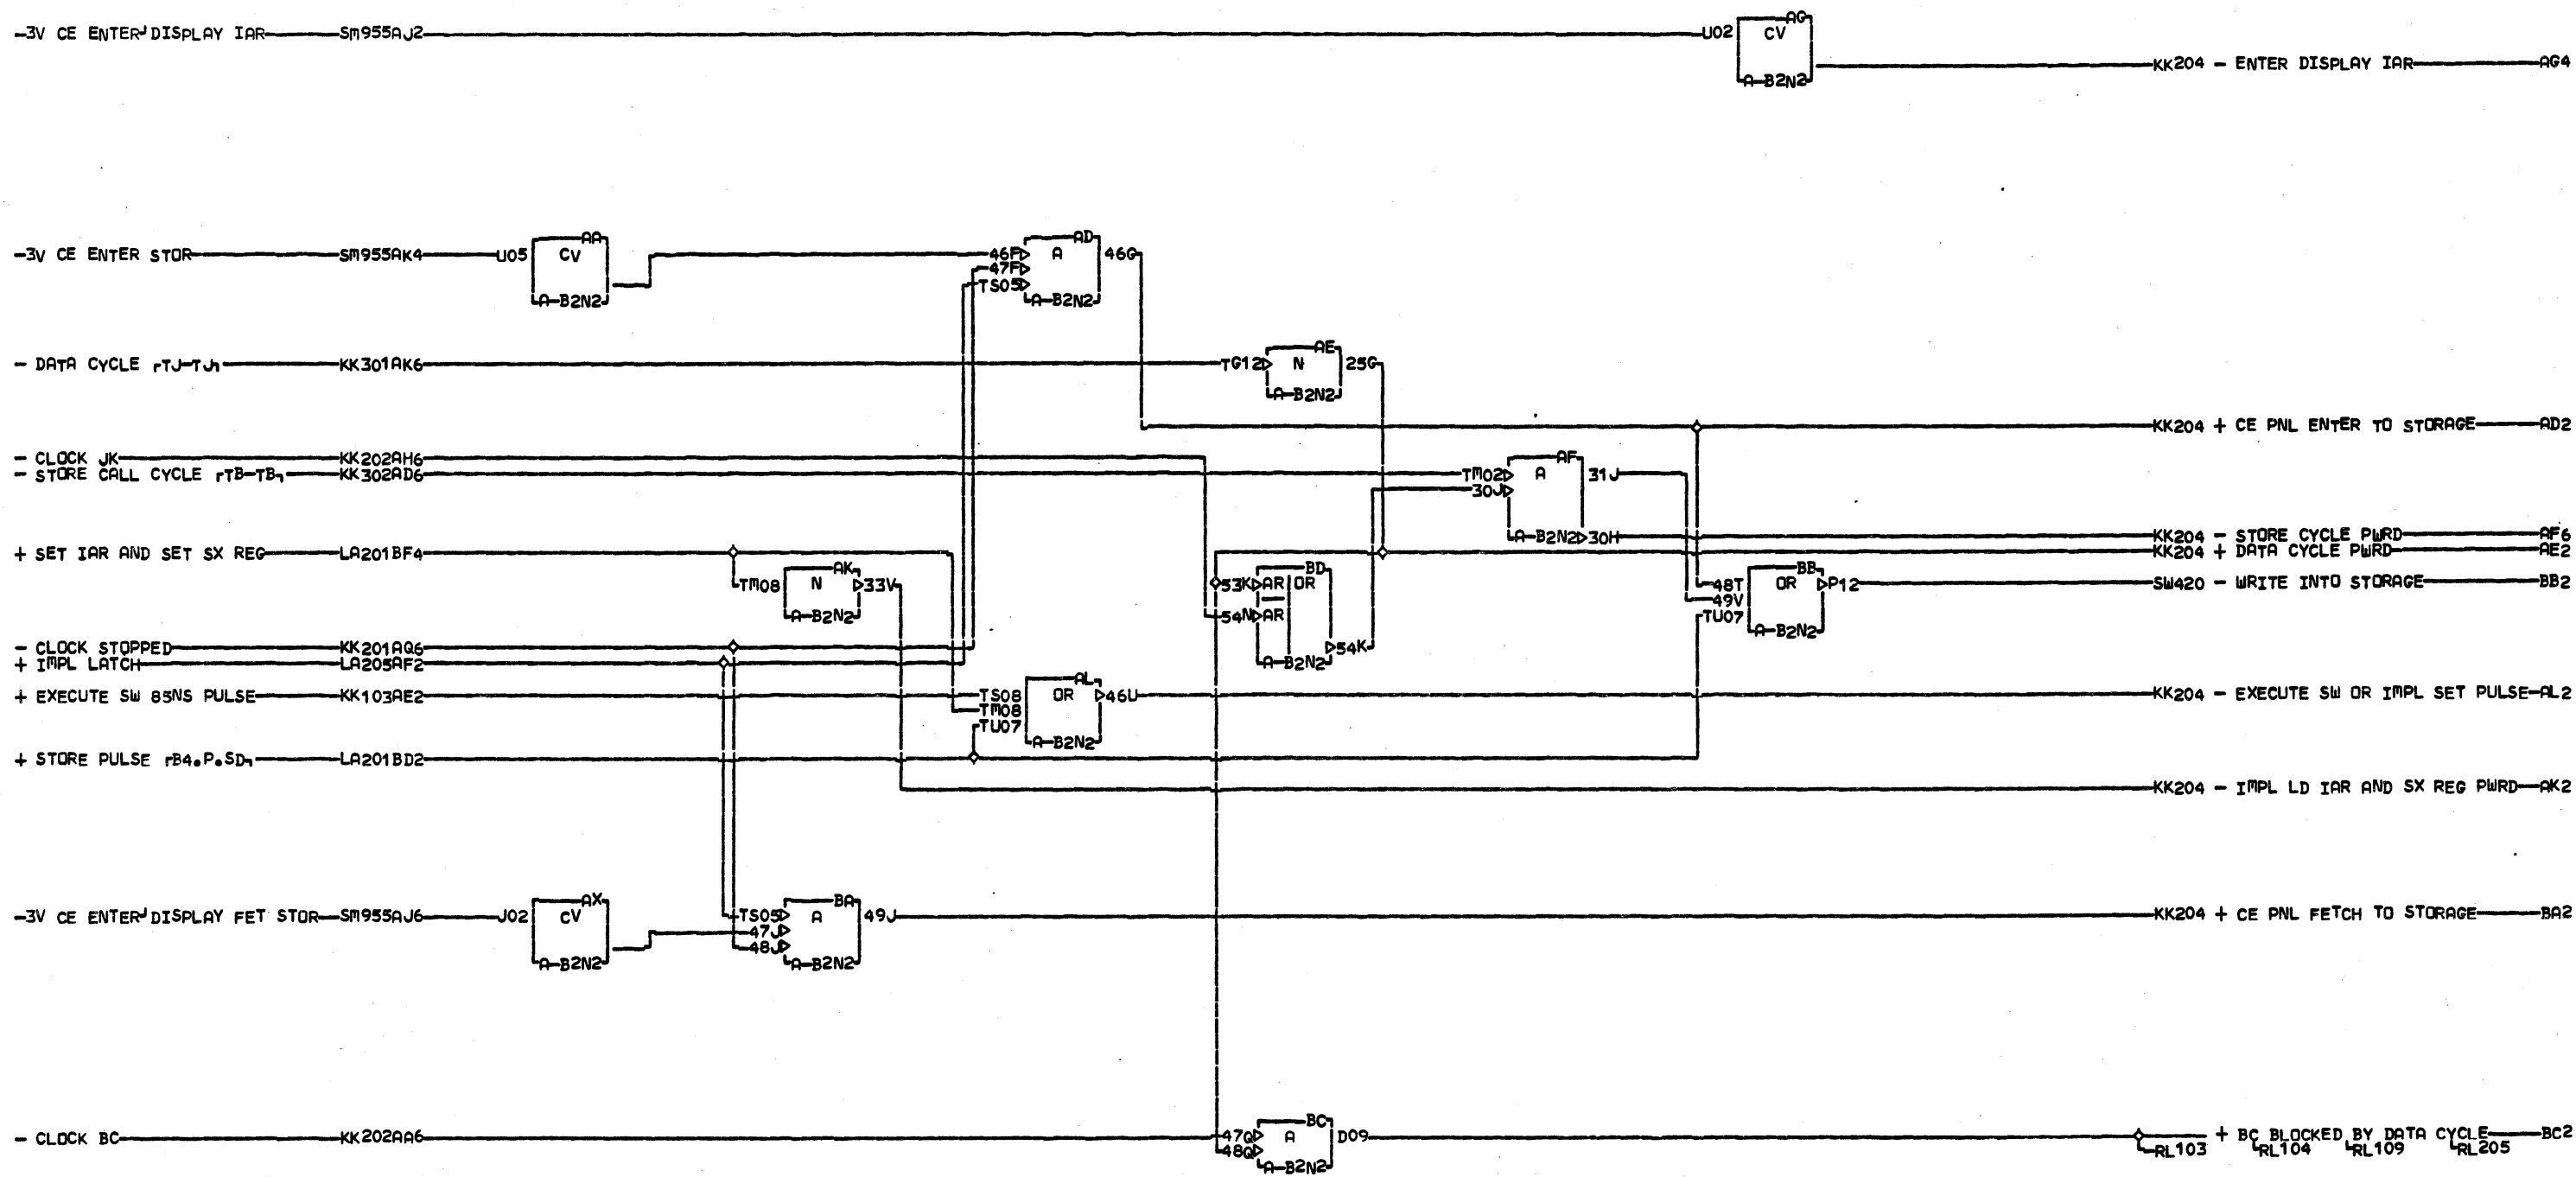 -3V CE ENTER┘DISPLAY IAR SM955AJ2 U02 AG
CV
KK204 - ENTER DISPLAY IAR AG4
A-B2N2
-3V CE ENTER STOR SM955AK4 U05 AA CV A-B2N2
46F 47F TS05 AD A 46G A-B2N2
- DATA CYCLE ┌TJ-TJ┐ KK301AK6 TG12 AE N 25G A-B2N2
KK204 + CE PNL ENTER TO STORAGE AD2
- CLOCK JK KK202AH6
- STORE CALL CYCLE ┌TB-TB┐ KK302AD6 TM02 30J AF A 31J A-B2N2 30H
KK204 - STORE CYCLE PWRD AF6
+ SET IAR AND SET SX REG LA201BF4 KK204 + DATA CYCLE PWRD AE2
TM08 AK N 33V A-B2N2
53K AR OR BD 54N AR 54K A-B2N2
48T 49V TU07 BB OR P12 A-B2N2 SW420 - WRITE INTO STORAGE BB2
- CLOCK STOPPED KK201AQ6
+ IMPL LATCH LA205AF2
+ EXECUTE SW 85NS PULSE KK103AE2 TS08 TM08 TU07 AL OR 46U A-B2N2 KK204 - EXECUTE SW OR IMPL SET PULSE AL2
+ STORE PULSE ┌B4.P.SD┐ LA201BD2
KK204 - IMPL LD IAR AND SX REG PWRD AK2
-3V CE ENTER┘DISPLAY FET STOR SM955AJ6 J02 AX CV A-B2N2
TS05 47J 48J BA A 49J A-B2N2 KK204 + CE PNL FETCH TO STORAGE BA2
- CLOCK BC KK202AA6 47Q 48Q BC A D09 A-B2N2 + BC BLOCKED BY DATA CYCLE BC2
RL103 RL104 RL109 RL205